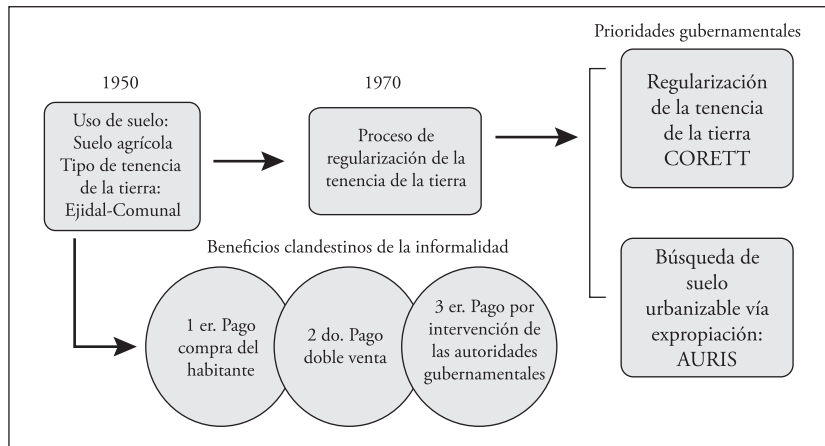 Prioridades gubernamentales
1950
Uso de suelo:
Suelo agrícola
Tipo de tenencia
de la tierra:
Ejidal-Comunal
1970
Proceso de
regularización de la
tenencia de la tierra
Regularización
de la tenencia
de la tierra
CORETT
Búsqueda de
suelo
urbanizable vía
expropiación:
AURIS
Beneficios clandestinos de la informalidad
1 er. Pago
compra del
habitante
2 do. Pago
doble venta
3 er. Pago por
intervención de
las autoridades
gubernamentales